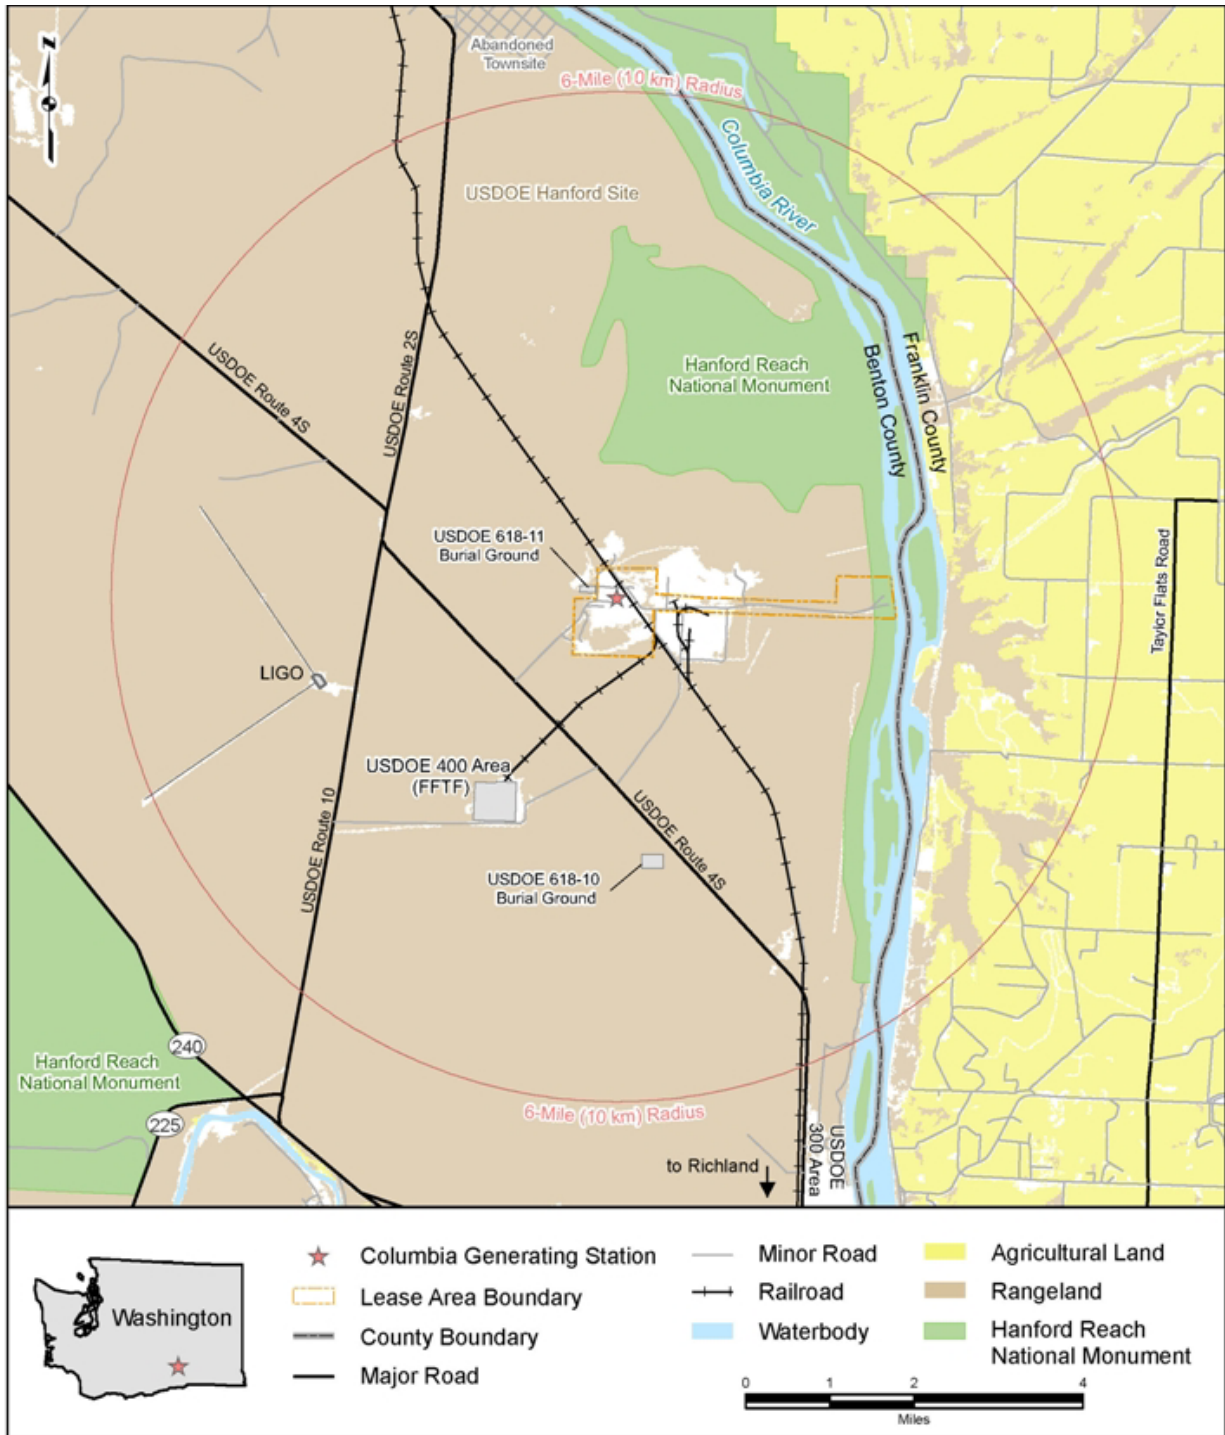 Abandoned
Townsite
6-Mile (10 km) Radius
Z
Columbia River
USDOE Hanford Site
Franklin County
Benton County
USDOE Route 4S
USDOE Route 2S
Hanford Reach
National Monument
USDOE 618-11
Burial Ground
Taylor Flats Road
LIGO
USDOE 400 Area
(FFTF)
USDOE Route 10
USDOE Route 4S
USDOE 618-10
Burial Ground
240
Hanford Reach
National Monument
225
6-Mile (10 km) Radius
to Richland
USDOE
300 Area
Washington
Columbia Generating Station
Lease Area Boundary
County Boundary
Major Road
Minor Road
Railroad
Waterbody
Agricultural Land
Rangeland
Hanford Reach
National Monument
0 1 2 4
Miles